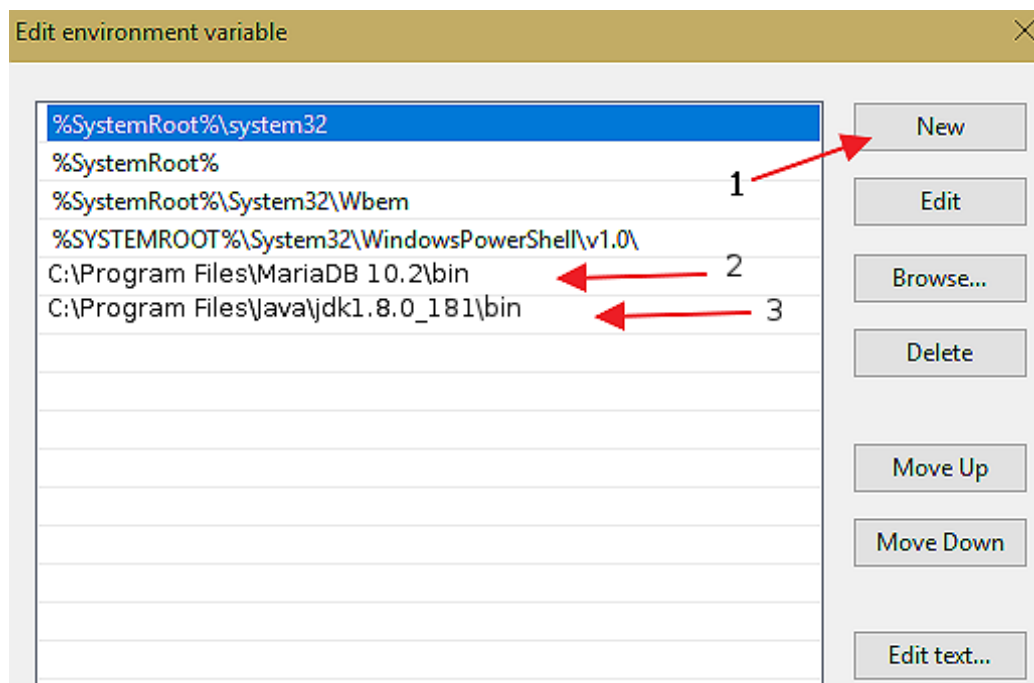 Edit environment variable
%SystemRoot%\system32
New
%SystemRoot%
1
%SystemRoot%\System32\Wbem
Edit
%SYSTEMROOT%\System32\WindowsPowerShell\v1.0\
C:\Program Files\MariaDB 10.2\bin
2
Browse...
C:\Program Files\Java\jdk1.8.0_181\bin
3
Delete
Move Up
Move Down
Edit text...